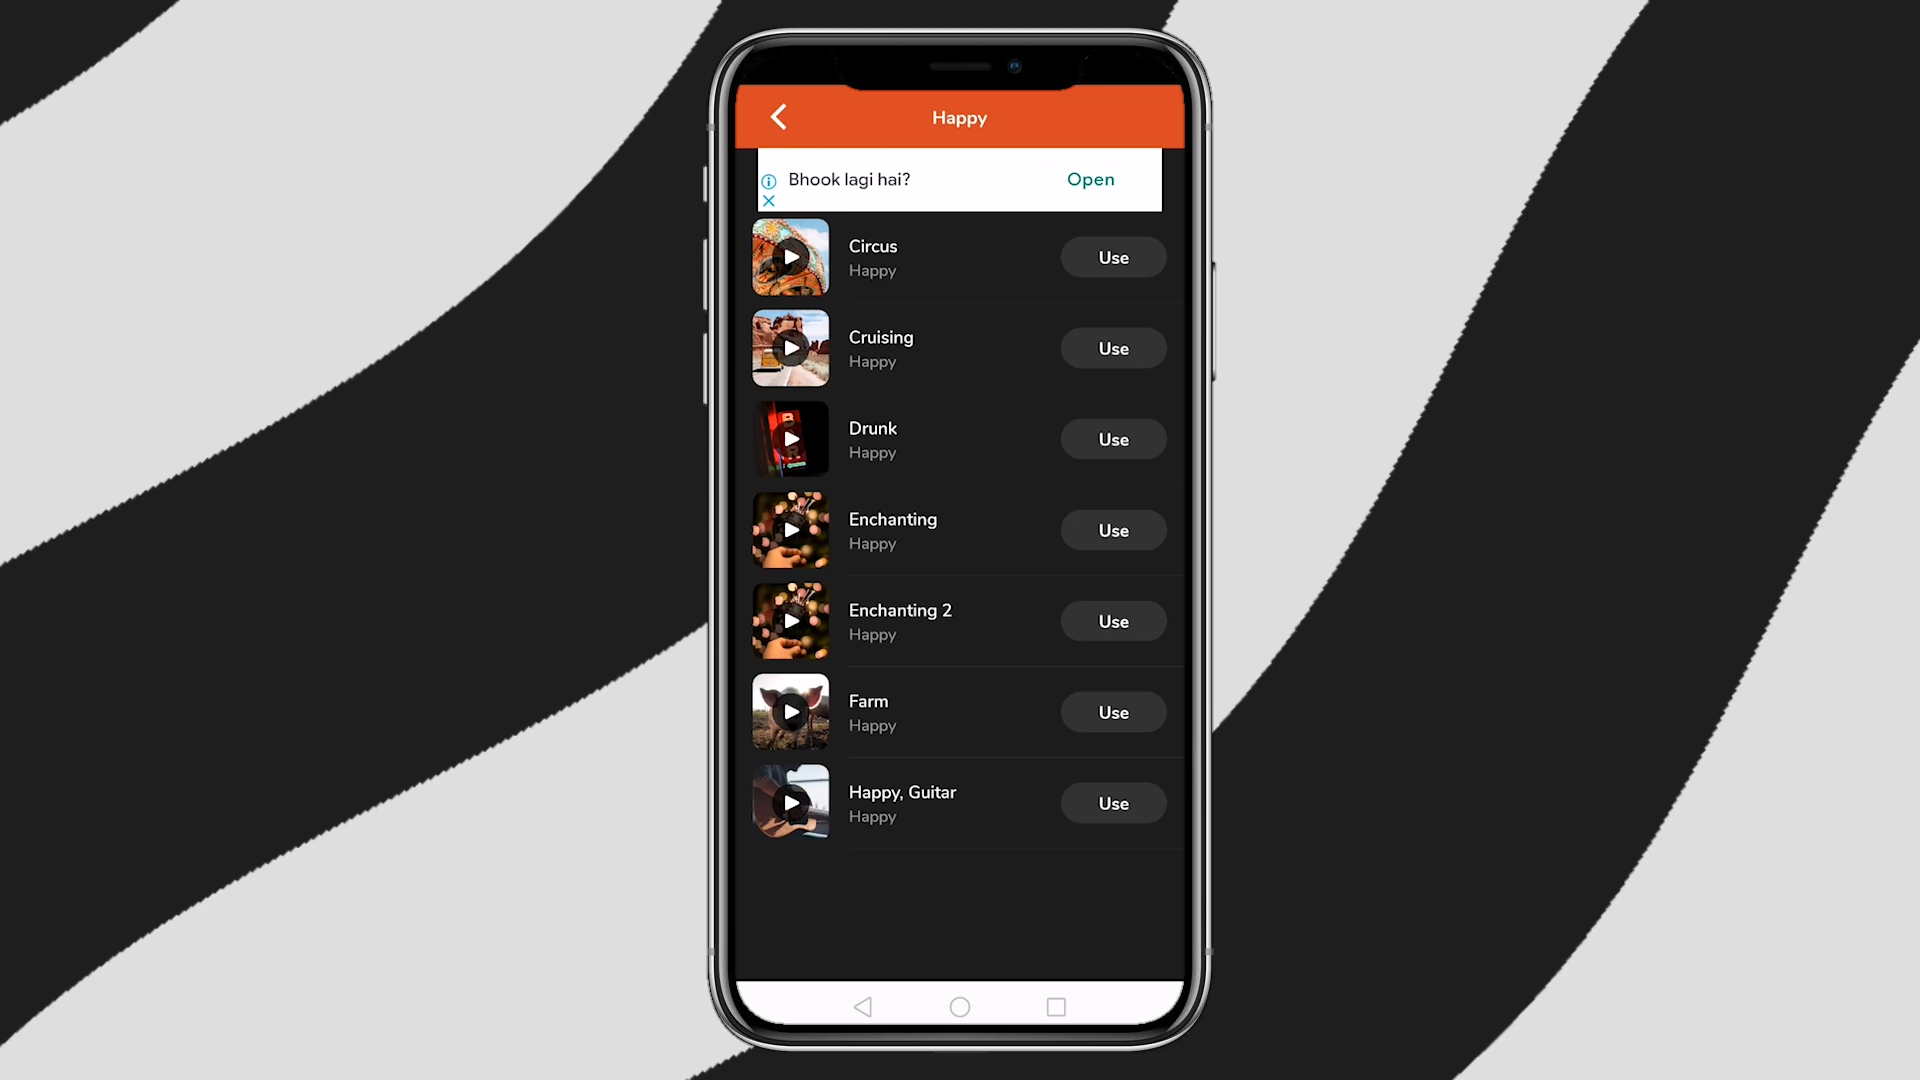 Happy
Bhook lagi hai?
Open
Circus
Happy
Use
Cruising
Happy
Use
Drunk
Happy
Use
Enchanting
Happy
Use
Enchanting 2
Happy
Use
Farm
Happy
Use
Happy, Guitar
Happy
Use